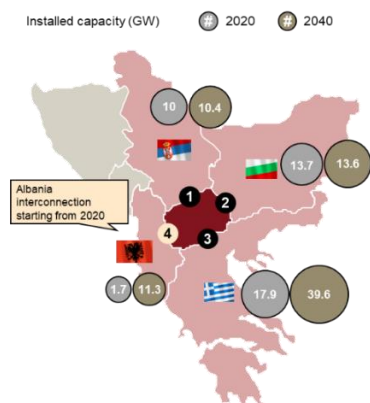 Installed capacity (GW) # 2020 # 2040
10 10.4
13.7 13.6
Albania
interconnection
starting from 2020
1
2
4
3
1.7 11.3
17.9 39.6